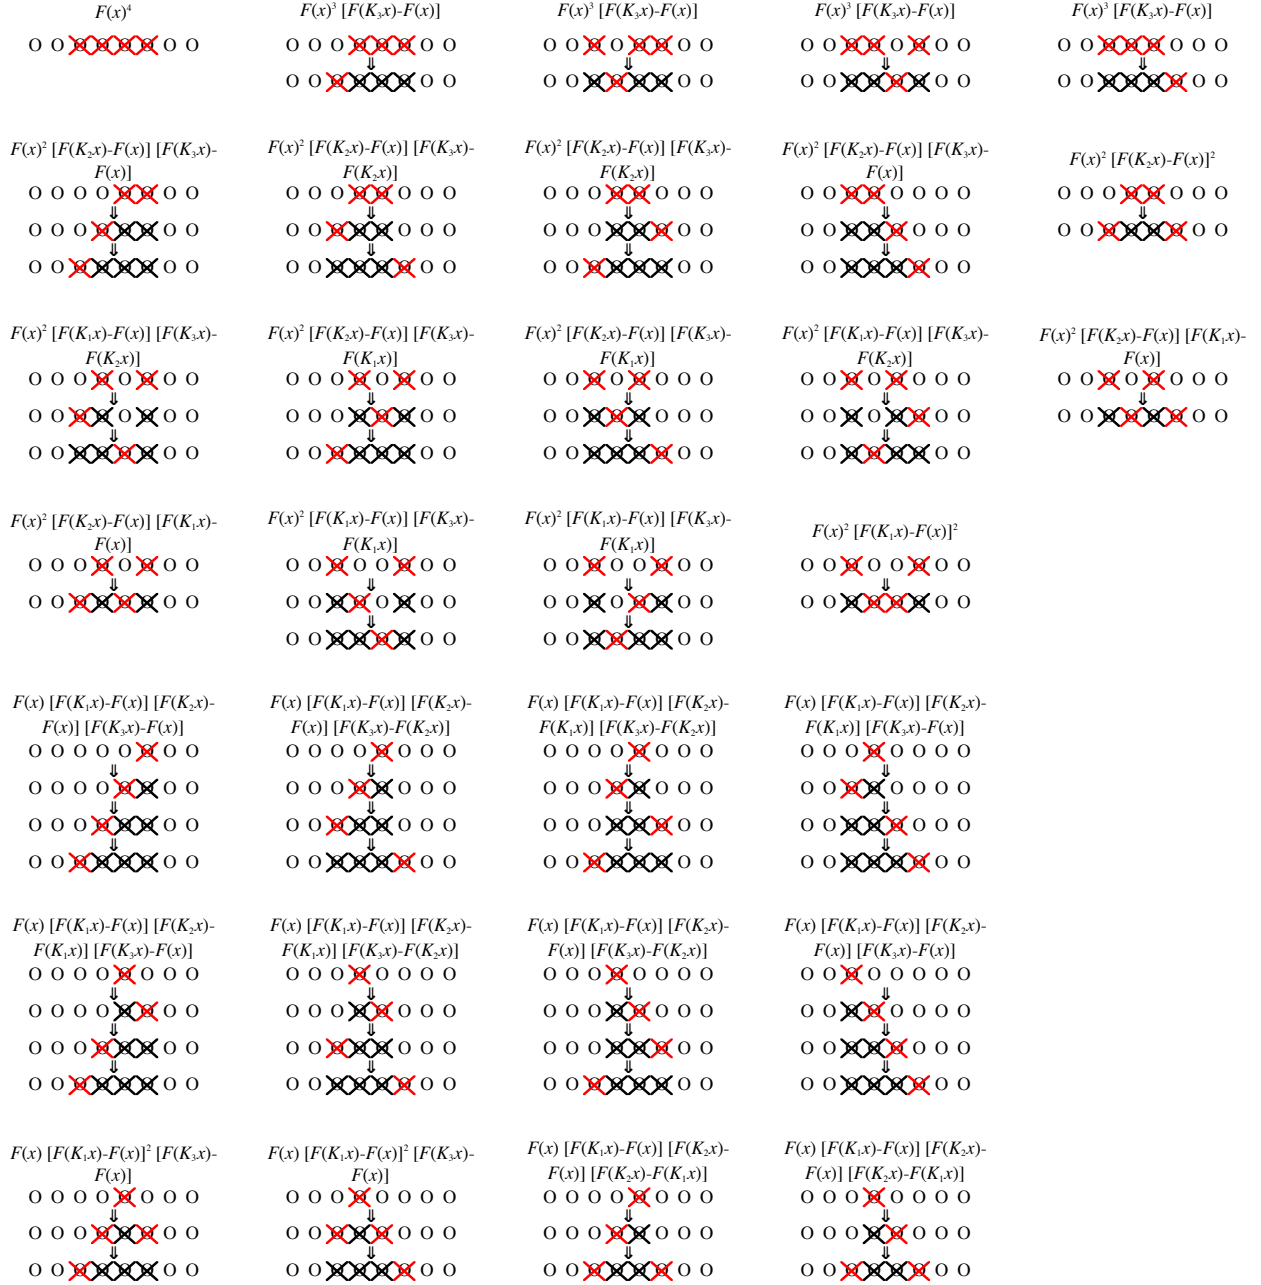 F(x)⁴ F(x)³ [F(K₃x)-F(x)] F(x)³ [F(K₃x)-F(x)] F(x)³ [F(K₃x)-F(x)] F(x)³ [F(K₃x)-F(x)]
O O O O O O O O O O O O O O O O O O O O O O O O O O O O O O O O O O O O O O O O
⇓ ⇓ ⇓ ⇓
O O O O O O O O O O O O O O O O O O O O O O O O O O O O O O O O
F(x)² [F(K₂x)-F(x)] [F(K₃x)- F(x)² [F(K₂x)-F(x)] [F(K₃x)- F(x)² [F(K₂x)-F(x)] [F(K₃x)- F(x)² [F(K₂x)-F(x)] [F(K₃x)- F(x)² [F(K₂x)-F(x)]²
F(x)] F(K₂x)] F(K₂x)] F(x)]
O O O O O O O O O O O O O O O O O O O O O O O O O O O O O O O O O O O O O O O O
⇓ ⇓ ⇓ ⇓ ⇓
O O O O O O O O O O O O O O O O O O O O O O O O O O O O O O O O O O O O O O O O
⇓ ⇓ ⇓ ⇓
O O O O O O O O O O O O O O O O O O O O O O O O O O O O O O O O
F(x)² [F(K₁x)-F(x)] [F(K₃x)- F(x)² [F(K₂x)-F(x)] [F(K₃x)- F(x)² [F(K₂x)-F(x)] [F(K₃x)- F(x)² [F(K₁x)-F(x)] [F(K₃x)- F(x)² [F(K₂x)-F(x)] [F(K₁x)-
F(K₂x)] F(K₁x)] F(K₁x)] F(K₂x)] F(x)]
O O O O O O O O O O O O O O O O O O O O O O O O O O O O O O O O O O O O O O O O
⇓ ⇓ ⇓ ⇓ ⇓
O O O O O O O O O O O O O O O O O O O O O O O O O O O O O O O O O O O O O O O O
⇓ ⇓ ⇓ ⇓
O O O O O O O O O O O O O O O O O O O O O O O O O O O O O O O O
F(x)² [F(K₂x)-F(x)] [F(K₁x)- F(x)² [F(K₁x)-F(x)] [F(K₃x)- F(x)² [F(K₁x)-F(x)] [F(K₃x)- F(x)² [F(K₁x)-F(x)]²
F(x)] F(K₁x)] F(K₁x)]
O O O O O O O O O O O O O O O O O O O O O O O O O O O O O O O O
⇓ ⇓ ⇓ ⇓
O O O O O O O O O O O O O O O O O O O O O O O O O O O O O O O O
⇓ ⇓
O O O O O O O O O O O O O O O O
F(x) [F(K₁x)-F(x)] [F(K₂x)- F(x) [F(K₁x)-F(x)] [F(K₂x)- F(x) [F(K₁x)-F(x)] [F(K₂x)- F(x) [F(K₁x)-F(x)] [F(K₂x)-
F(x)] [F(K₃x)-F(x)] F(x)] [F(K₃x)-F(K₂x)] F(K₁x)] [F(K₃x)-F(K₂x)] F(K₁x)] [F(K₃x)-F(x)]
O O O O O O O O O O O O O O O O O O O O O O O O O O O O O O O O
⇓ ⇓ ⇓ ⇓
O O O O O O O O O O O O O O O O O O O O O O O O O O O O O O O O
⇓ ⇓ ⇓ ⇓
O O O O O O O O O O O O O O O O O O O O O O O O O O O O O O O O
⇓ ⇓ ⇓ ⇓
O O O O O O O O O O O O O O O O O O O O O O O O O O O O O O O O
F(x) [F(K₁x)-F(x)] [F(K₂x)- F(x) [F(K₁x)-F(x)] [F(K₂x)- F(x) [F(K₁x)-F(x)] [F(K₂x)- F(x) [F(K₁x)-F(x)] [F(K₂x)-
F(K₁x)] [F(K₃x)-F(x)] F(K₁x)] [F(K₃x)-F(K₂x)] F(x)] [F(K₃x)-F(K₂x)] F(x)] [F(K₃x)-F(x)]
O O O O O O O O O O O O O O O O O O O O O O O O O O O O O O O O
⇓ ⇓ ⇓ ⇓
O O O O O O O O O O O O O O O O O O O O O O O O O O O O O O O O
⇓ ⇓ ⇓ ⇓
O O O O O O O O O O O O O O O O O O O O O O O O O O O O O O O O
⇓ ⇓ ⇓ ⇓
O O O O O O O O O O O O O O O O O O O O O O O O O O O O O O O O
F(x) [F(K₁x)-F(x)]² [F(K₃x)- F(x) [F(K₁x)-F(x)]² [F(K₃x)- F(x) [F(K₁x)-F(x)] [F(K₂x)- F(x) [F(K₁x)-F(x)] [F(K₂x)-
F(x)] F(x)] F(x)] [F(K₂x)-F(K₁x)] F(x)] [F(K₂x)-F(K₁x)]
O O O O O O O O O O O O O O O O O O O O O O O O O O O O O O O O
⇓ ⇓ ⇓ ⇓
O O O O O O O O O O O O O O O O O O O O O O O O O O O O O O O O
⇓ ⇓ ⇓ ⇓
O O O O O O O O O O O O O O O O O O O O O O O O O O O O O O O O